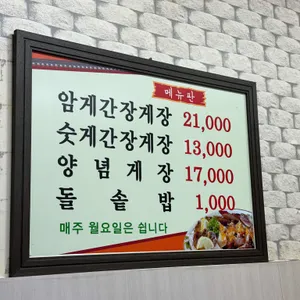 메뉴판
암게간장게장 21,000
숫게간장게장 13,000
양념게장 17,000
돌솥밥 1,000
매주 월요일은 쉽니다